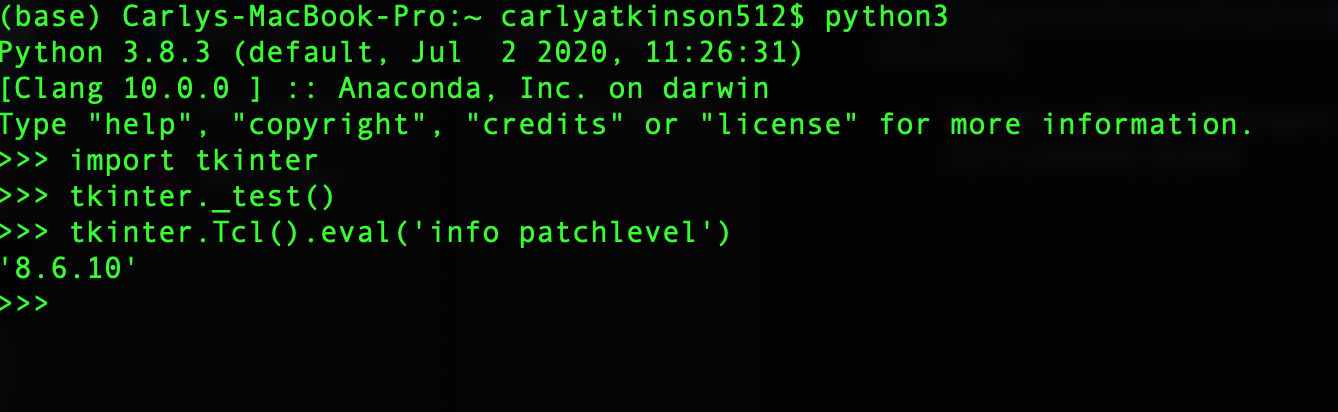 (base) Carlys-MacBook-Pro:~ carlyatkinson512$ python3
Python 3.8.3 (default, Jul  2 2020, 11:26:31)
[Clang 10.0.0 ] :: Anaconda, Inc. on darwin
Type "help", "copyright", "credits" or "license" for more information.
>>> import tkinter
>>> tkinter._test()
>>> tkinter.Tcl().eval('info patchlevel')
'8.6.10'
>>>